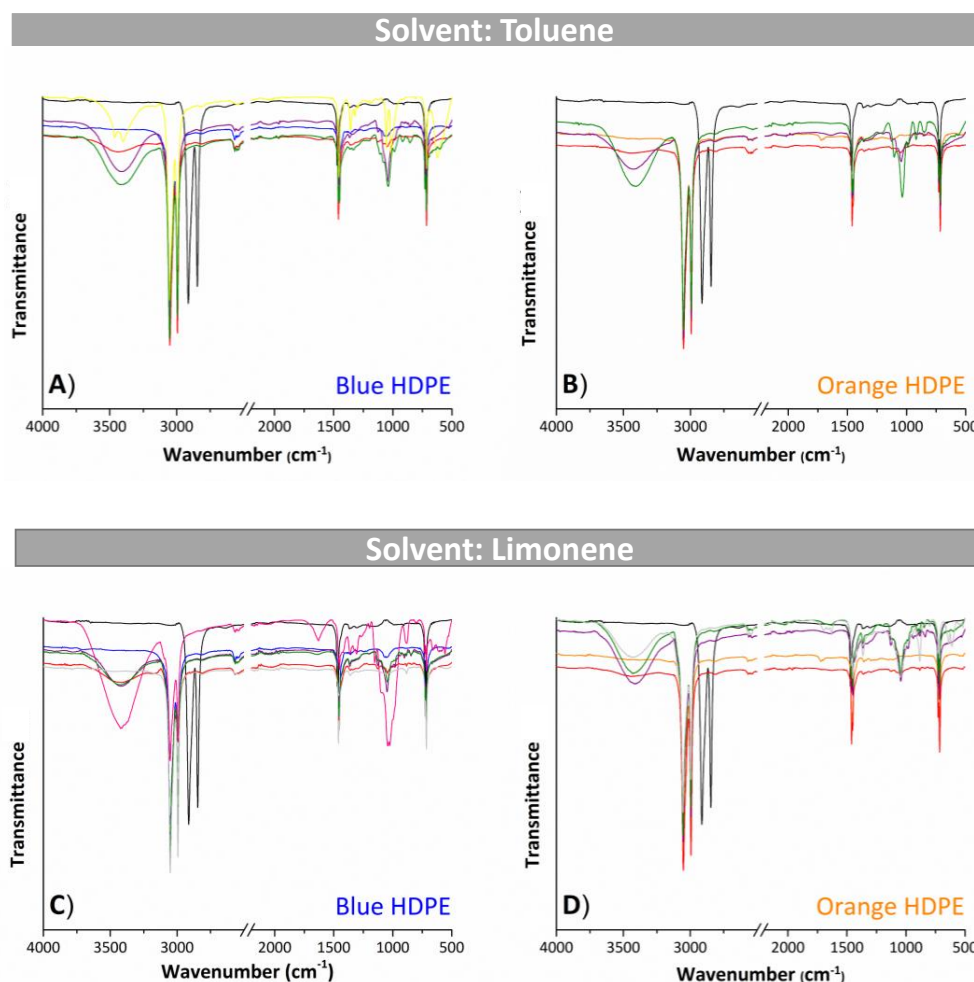 Solvent: Toluene
Transmittance
A)
Blue HDPE
4000 3500 3000 2000 1500 1000 500
Wavenumber (cm-1)
Transmittance
B)
Orange HDPE
4000 3500 3000 2000 1500 1000 500
Wavenumber (cm-1)
Solvent: Limonene
Transmittance
C)
Blue HDPE
4000 3500 3000 2000 1500 1000 500
Wavenumber (cm-1)
Transmittance
D)
Orange HDPE
4000 3500 3000 2000 1500 1000 500
Wavenumber (cm-1)